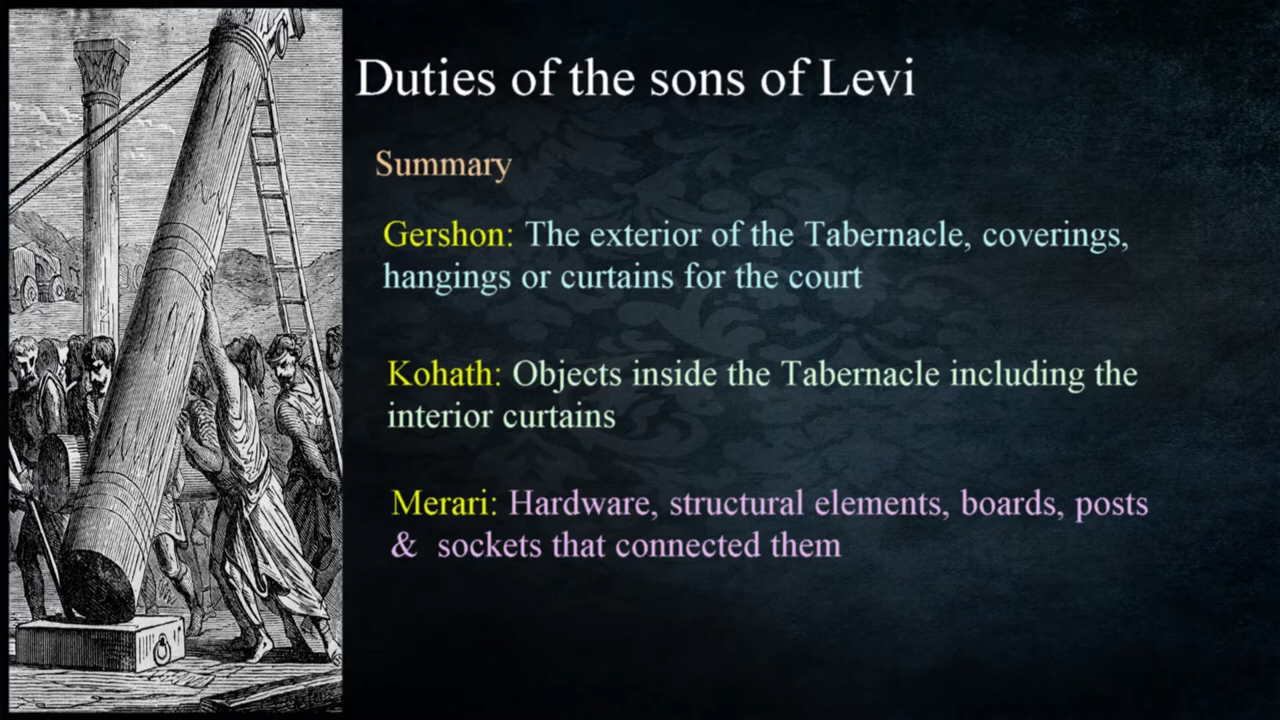 Duties of the sons of Levi
Summary
Gershon: The exterior of the Tabernacle, coverings,
hangings or curtains for the court
Kohath: Objects inside the Tabernacle including the
interior curtains
Merari: Hardware, structural elements, boards, posts
& sockets that connected them